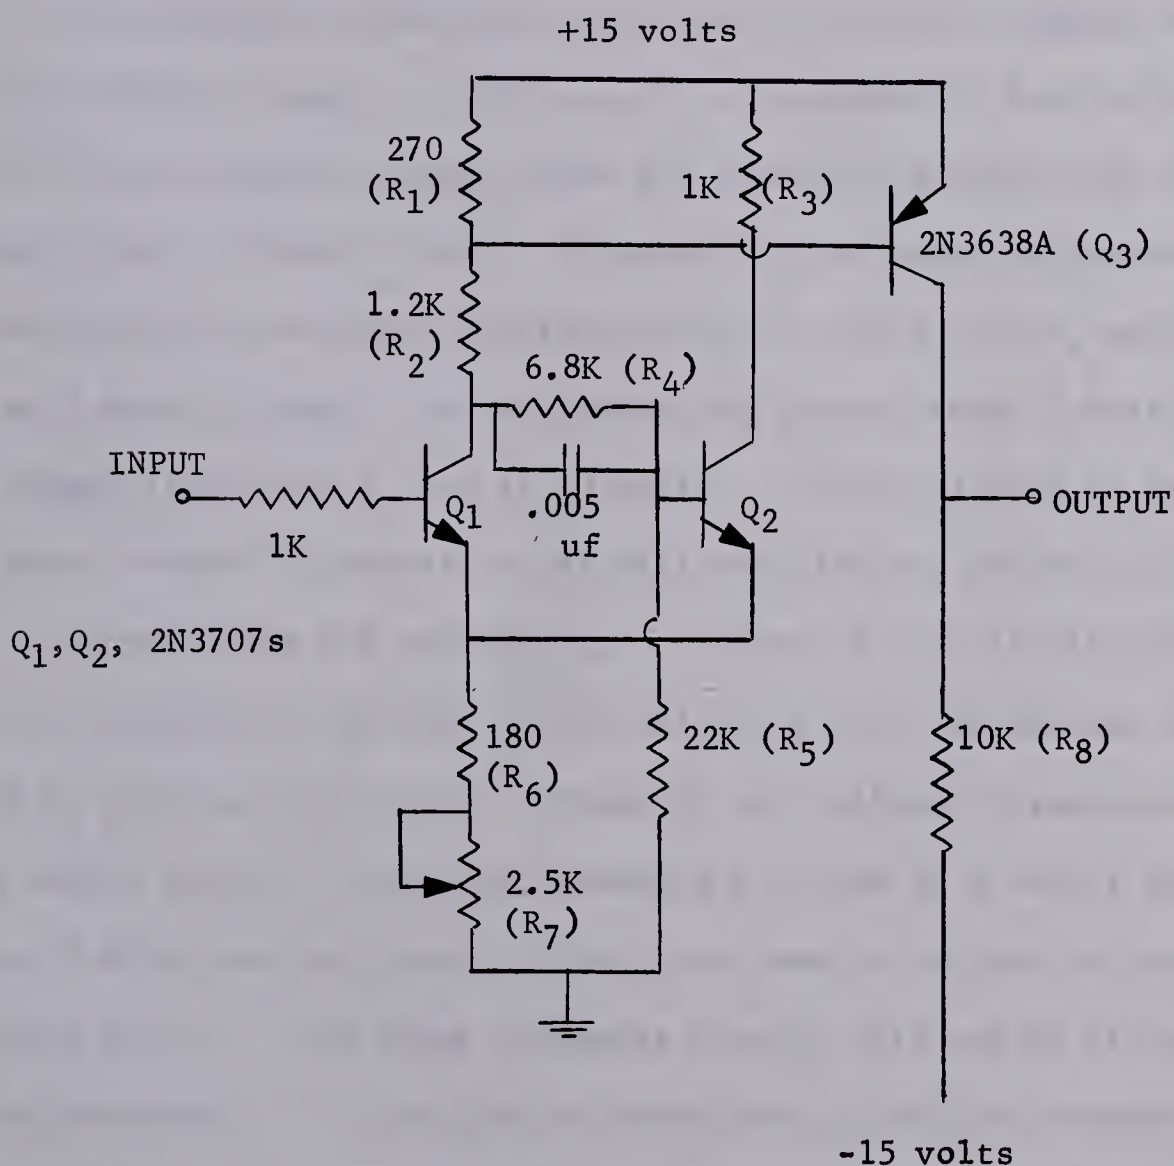 +15 volts
270
(R1)
1K (R3)
2N3638A (Q3)
1.2K
(R2)
6.8K (R4)
INPUT
1K
Q1
.005
uf
Q2
OUTPUT
Q1,Q2, 2N3707s
180
(R6)
22K (R5)
10K (R8)
2.5K
(R7)
-15 volts